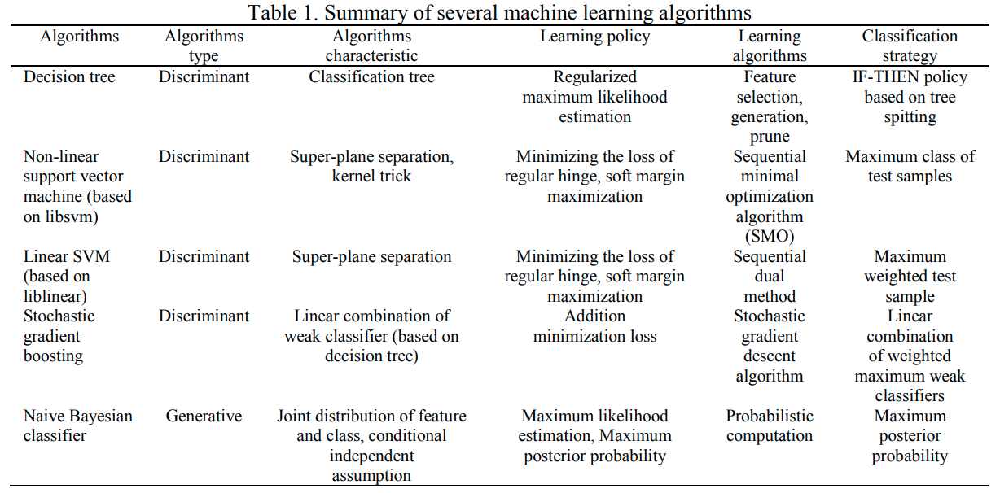 Table 1. Summary of several machine learning algorithms
Algorithms Algorithms Algorithms Learning policy Learning Classification
type characteristic algorithms strategy
Decision tree Discriminant Classification tree Regularized Feature IF-THEN policy
maximum likelihood selection, based on tree
estimation generation, spitting
prune
Non-linear Discriminant Super-plane separation, Minimizing the loss of Sequential Maximum class of
support vector kernel trick regular hinge, soft margin minimal test samples
machine (based maximization optimization
on libsvm) algorithm
(SMO)
Linear SVM Discriminant Super-plane separation Minimizing the loss of Sequential Maximum
(based on regular hinge, soft margin dual weighted test
liblinear) maximization method sample
Stochastic Discriminant Linear combination of Addition Stochastic Linear
gradient weak classifier (based on minimization loss gradient combination
boosting decision tree) descent of weighted
algorithm maximum weak
classifiers
Naive Bayesian Generative Joint distribution of feature Maximum likelihood Probabilistic Maximum
classifier and class, conditional estimation, Maximum computation posterior
independent posterior probability probability
assumption